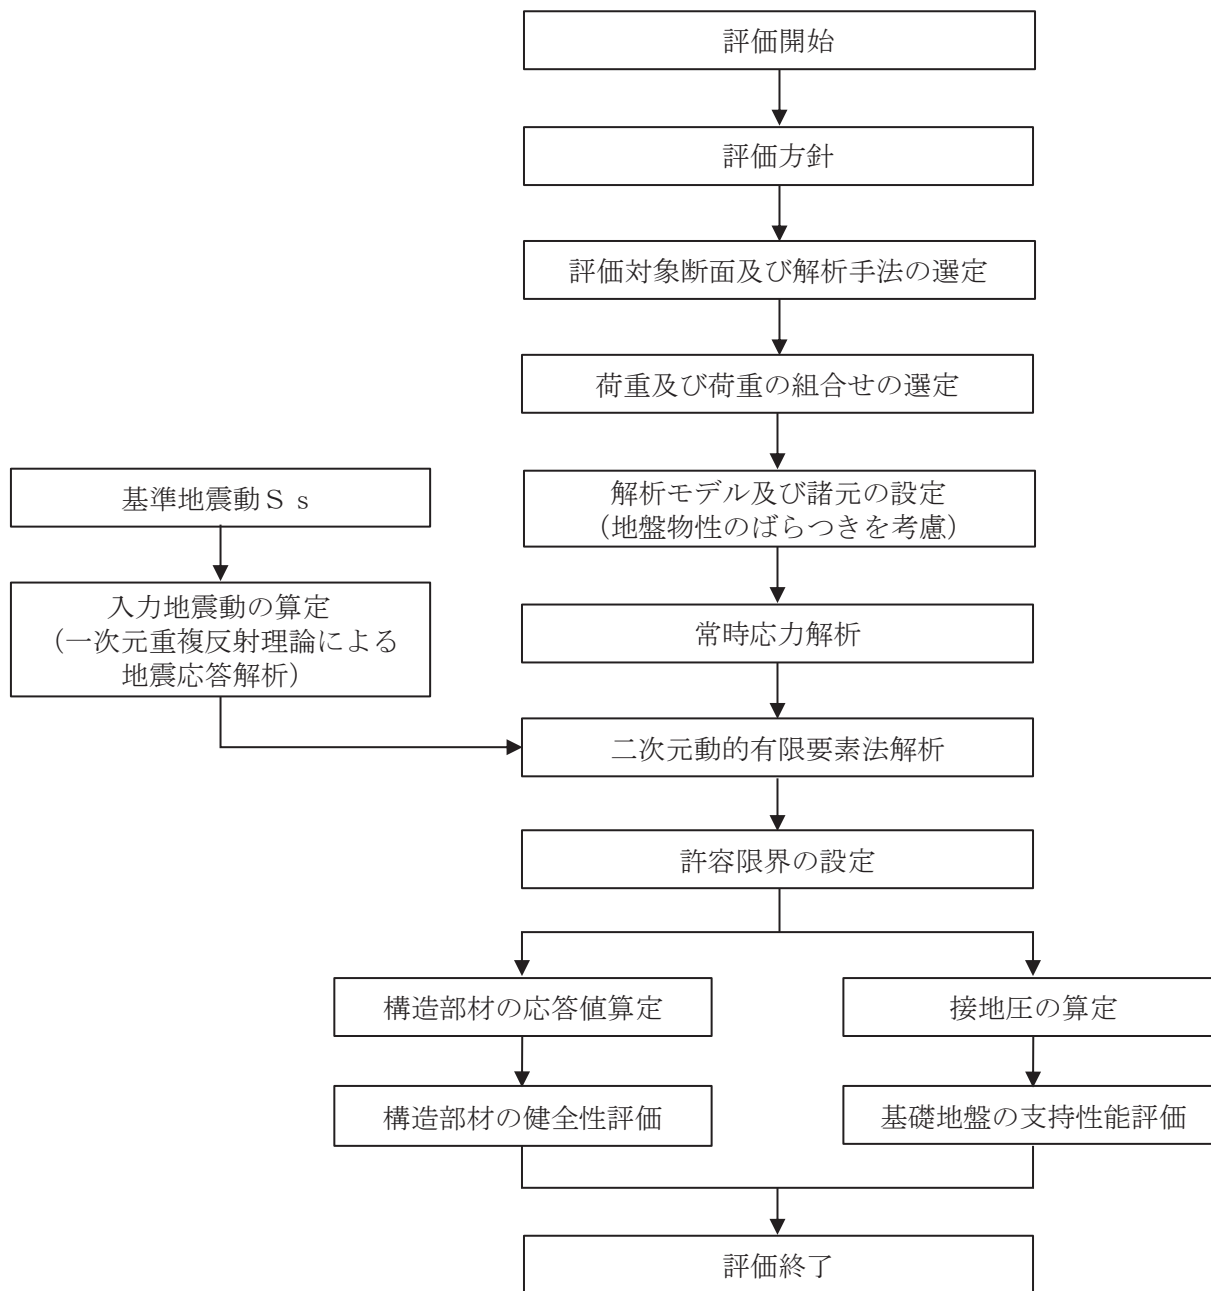 評価開始
評価方針
評価対象断面及び解析手法の選定
荷重及び荷重の組合せの選定
解析モデル及び諸元の設定
（地盤物性のばらつきを考慮）
基準地震動Ｓｓ
入力地震動の算定
（一次元重複反射理論による
地震応答解析）
常時応力解析
二次元動的有限要素法解析
許容限界の設定
構造部材の応答値算定
接地圧の算定
構造部材の健全性評価
基礎地盤の支持性能評価
評価終了